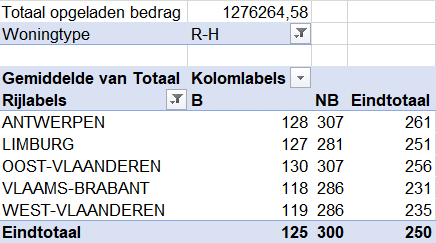 Totaal opgeladen bedrag 1276264,58
Woningtype R-H
Gemiddelde van Totaal Kolomlabels
Rijlabels B NB Eindtotaal
ANTWERPEN 128 307 261
LIMBURG 127 281 251
OOST-VLAANDEREN 130 307 256
VLAAMS-BRABANT 118 286 231
WEST-VLAANDEREN 119 286 235
Eindtotaal 125 300 250